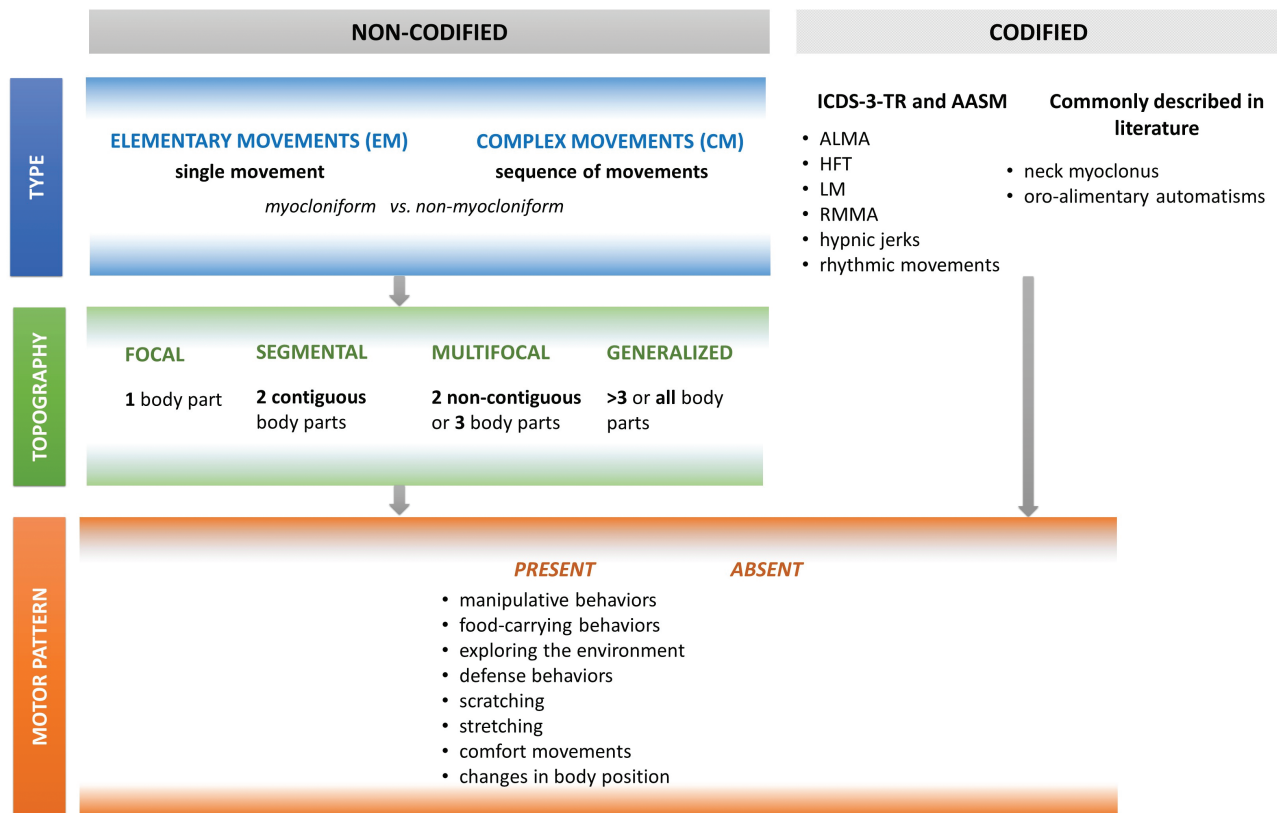 NON-CODIFIED
CODIFIED
TYPE
ELEMENTARY MOVEMENTS (EM)
single movement
COMPLEX MOVEMENTS (CM)
sequence of movements
myocloniform vs. non-myocloniform
ICDS-3-TR and AASM
• ALMA
• HFT
• LM
• RMMA
• hypnic jerks
• rhythmic movements
Commonly described in
literature
• neck myoclonus
• oro-alimentary automatisms
TOPOGRAPHY
FOCAL
1 body part
SEGMENTAL
2 contiguous
body parts
MULTIFOCAL
2 non-contiguous
or 3 body parts
GENERALIZED
>3 or all body
parts
MOTOR PATTERN
PRESENT
• manipulative behaviors
• food-carrying behaviors
• exploring the environment
• defense behaviors
• scratching
• stretching
• comfort movements
• changes in body position
ABSENT